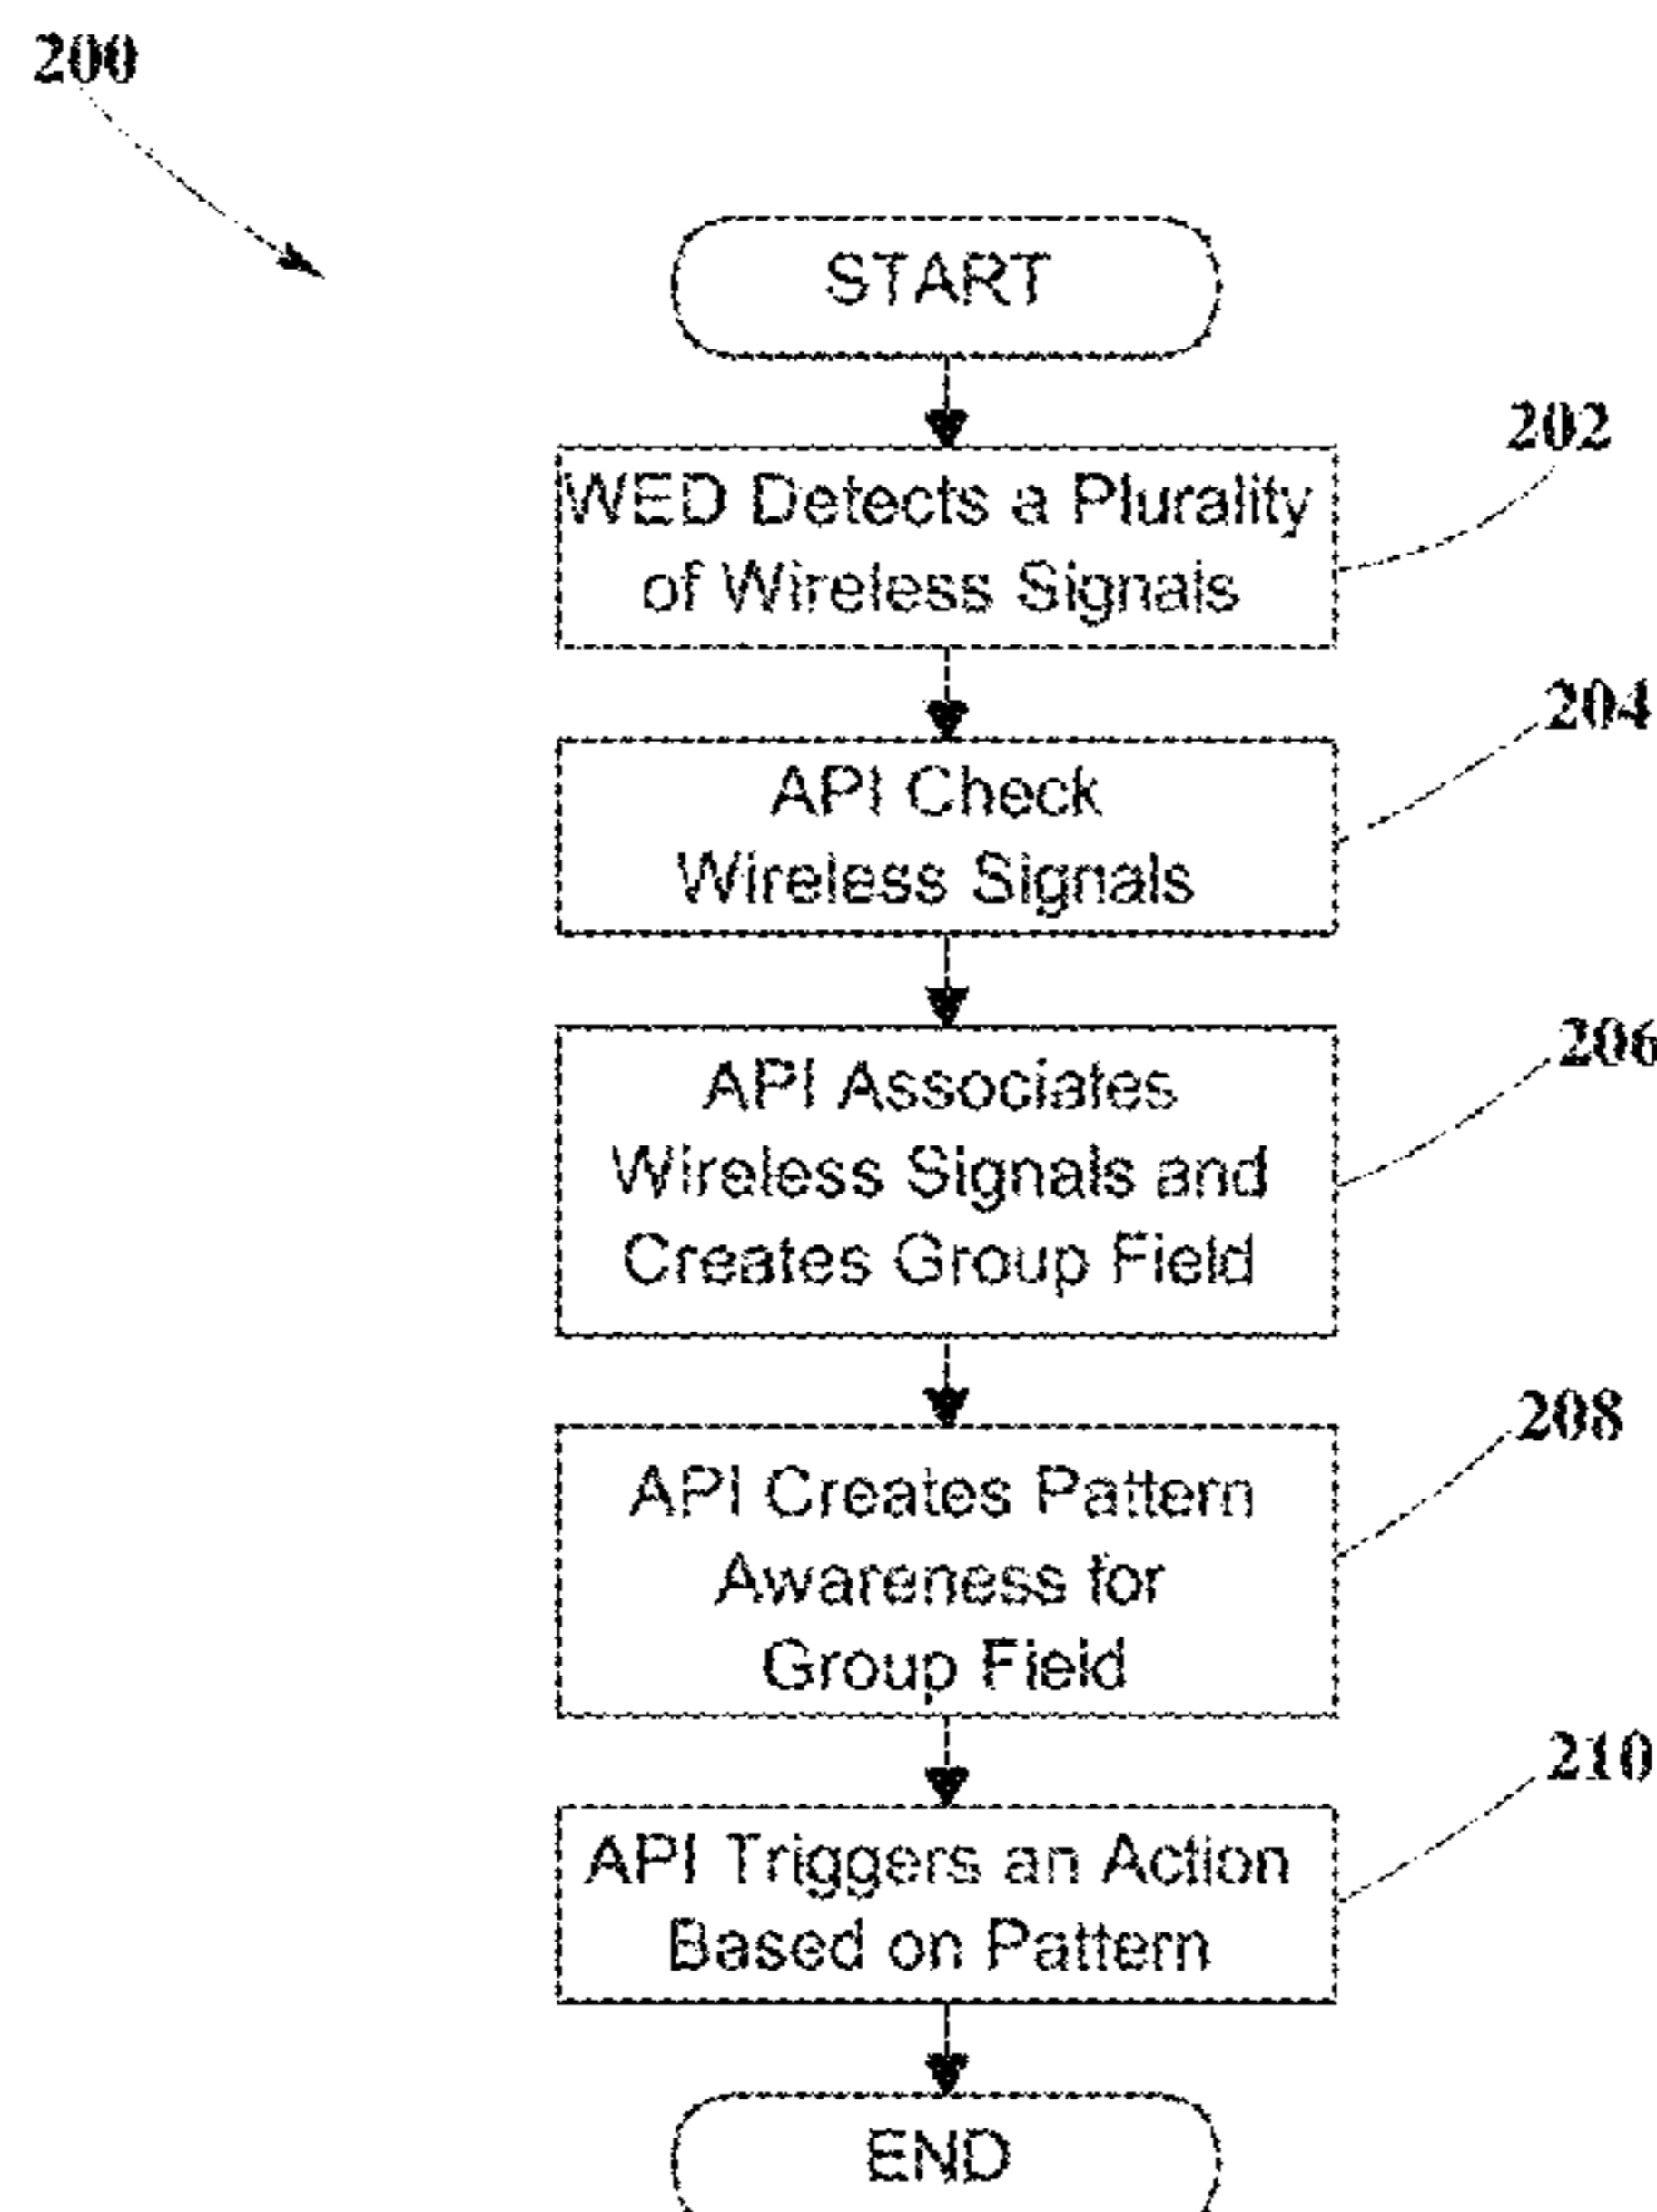 200
START
WED Detects a Plurality
of Wireless Signals
202
API Check
Wireless Signals
204
API Associates
Wireless Signals and
Creates Group Field
206
API Creates Pattern
Awareness for
Group Field
208
API Triggers an Action
Based on Pattern
210
END